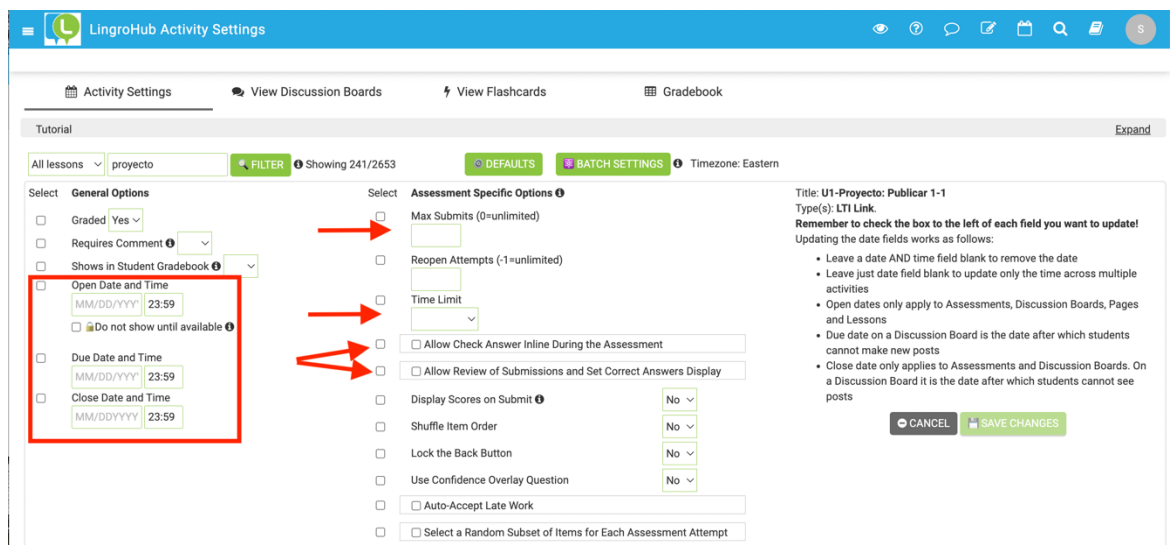 LingroHub Activity Settings
S
Activity Settings
View Discussion Boards
View Flashcards
Gradebook
Tutorial
Expand
All lessons
proyecto
FILTER
Showing 241/2653
DEFAULTS
BATCH SETTINGS
Timezone: Eastern
Select
General Options
Graded Yes
Requires Comment
Shows in Student Gradebook
Open Date and Time
MM/DD/YYY 23:59
Do not show until available
Due Date and Time
MM/DD/YYY 23:59
Close Date and Time
MM/DDYYYY 23:59
Select
Assessment Specific Options
Max Submits (0=unlimited)
Reopen Attempts (-1=unlimited)
Time Limit
Allow Check Answer Inline During the Assessment
Allow Review of Submissions and Set Correct Answers Display
Display Scores on Submit No
Shuffle Item Order No
Lock the Back Button No
Use Confidence Overlay Question No
Auto-Accept Late Work
Select a Random Subset of Items for Each Assessment Attempt
Title: U1-Proyecto: Publicar 1-1
Type(s): LTI Link.
Remember to check the box to the left of each field you want to update!
Updating the date fields works as follows:
• Leave a date AND time field blank to remove the date
• Leave just date field blank to update only the time across multiple
activities
• Open dates only apply to Assessments, Discussion Boards, Pages
and Lessons
• Due date on a Discussion Board is the date after which students
cannot make new posts
• Close date only applies to Assessments and Discussion Boards. On
a Discussion Board it is the date after which students cannot see
posts
CANCEL
SAVE CHANGES